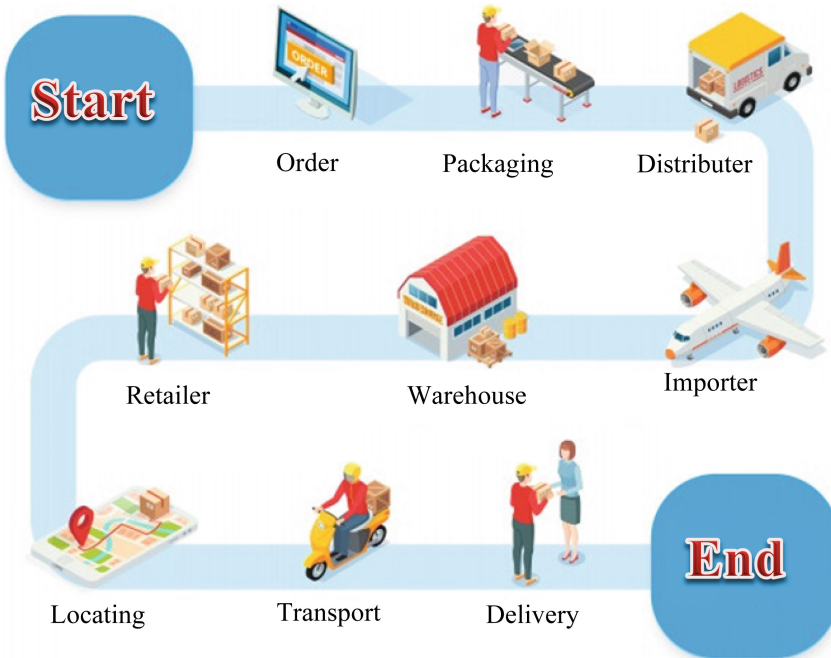 Start
ORDER
LOGISTICS
Order
Packaging
Distributer
Retailer
Warehouse
Importer
Locating
Transport
Delivery
End